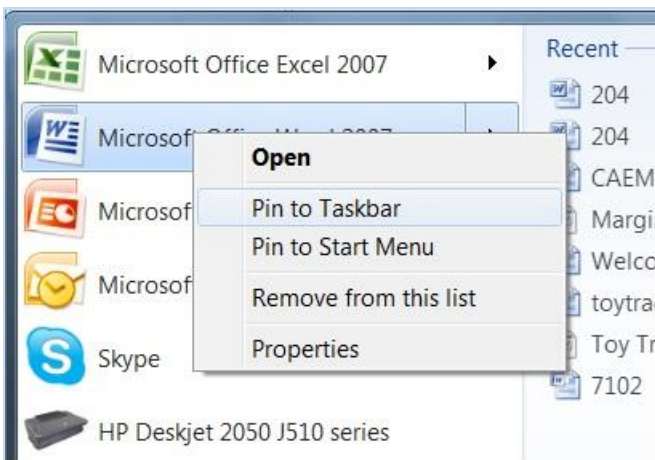 Microsoft Office Excel 2007
Microsof
Microsof
Microsof
Skype
HP Deskjet 2050 J510 series
Open
Pin to Taskbar
Pin to Start Menu
Remove from this list
Properties
Recent
204
204
CAEM
Margi
Welco
toytra
Toy Tr
7102